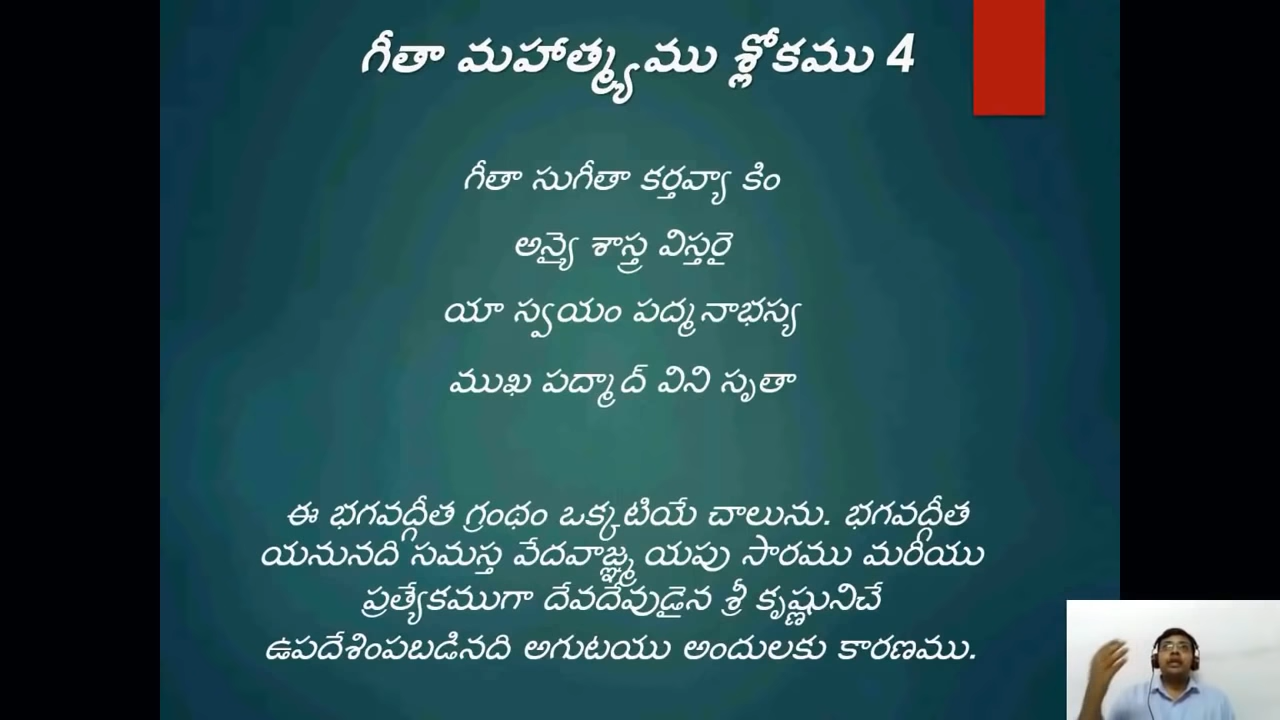 గీతా మహాత్మ్యము శ్లోకము 4
గీతా సుగీతా కర్తవ్యా కిం
అన్యై శాస్త్ర విస్తరై
యా స్వయం పద్మనాభస్య
ముఖ పద్మాద్ విని సృతా
ఈ భగవద్గీత గ్రంథం ఒక్కటియే చాలును. భగవద్గీత
యనునది సమస్త వేదవాఙ్మయపు సారము మరియు
ప్రత్యేకముగా దేవదేవుడైన శ్రీ కృష్ణునిచే
ఉపదేశింపబడినది అగుటయు అందులకు కారణము.